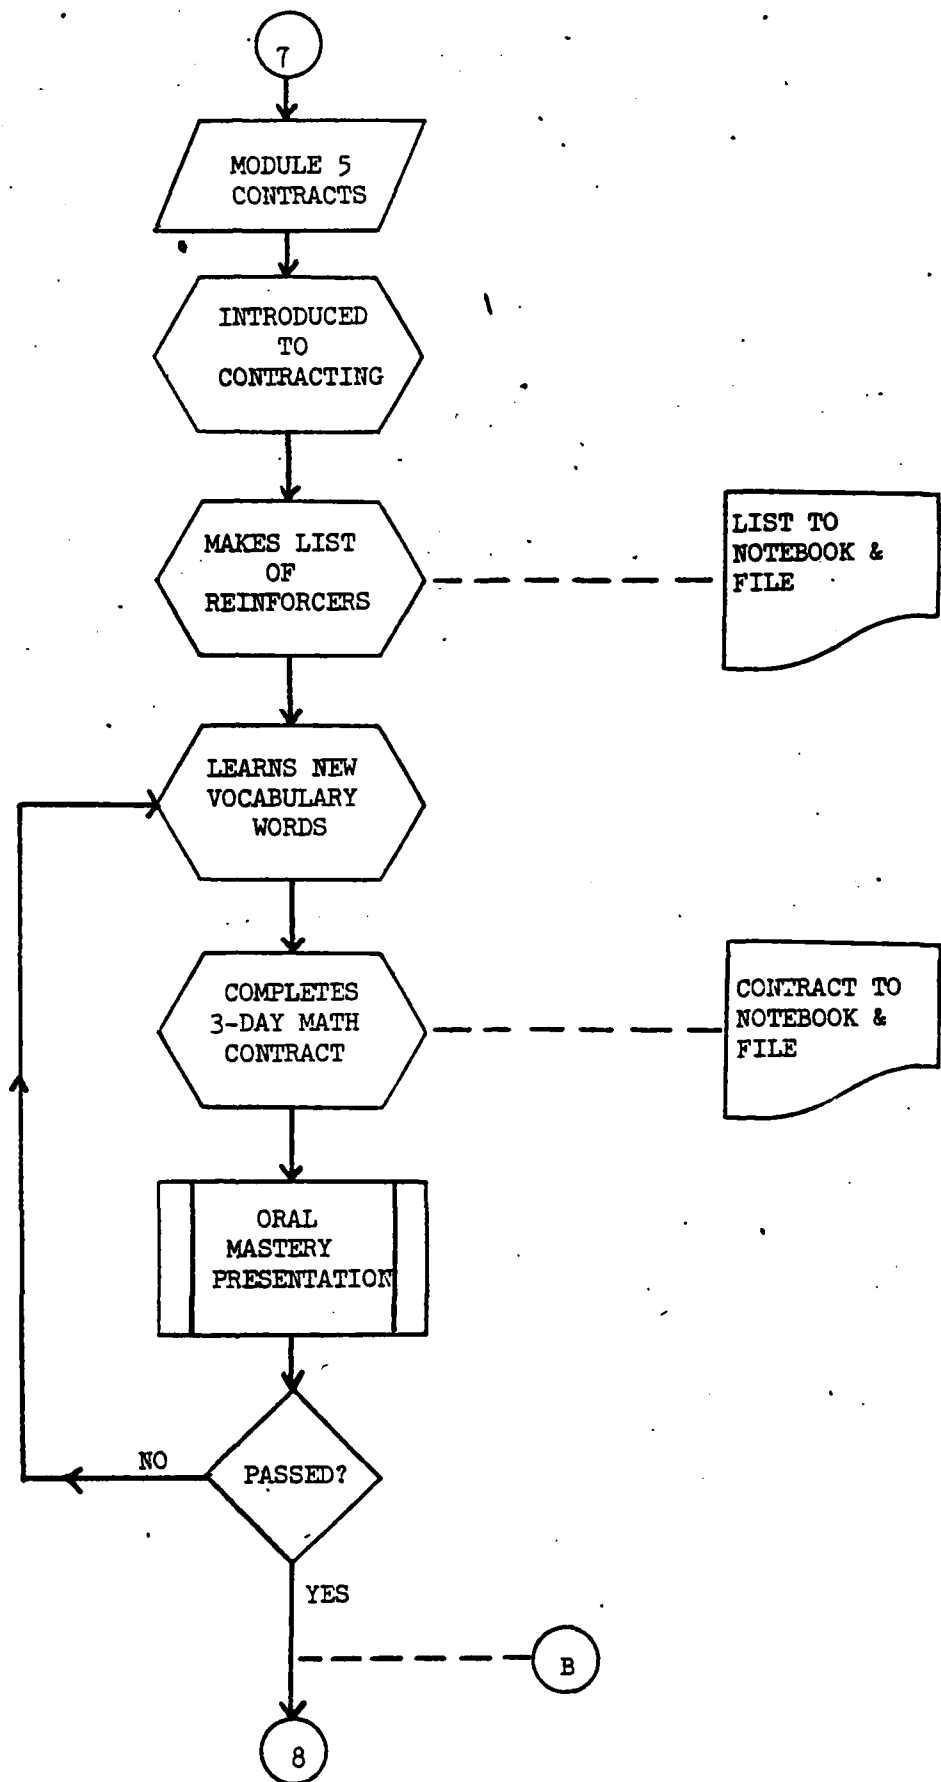 7
MODULE 5
CONTRACTS
INTRODUCED
TO
CONTRACTING
MAKES LIST
OF
REINFORCERS
LIST TO
NOTEBOOK &
FILE
LEARNS NEW
VOCABULARY
WORDS
COMPLETES
3-DAY MATH
CONTRACT
CONTRACT TO
NOTEBOOK &
FILE
ORAL
MASTERY
PRESENTATION
NO
PASSED?
YES
B
8